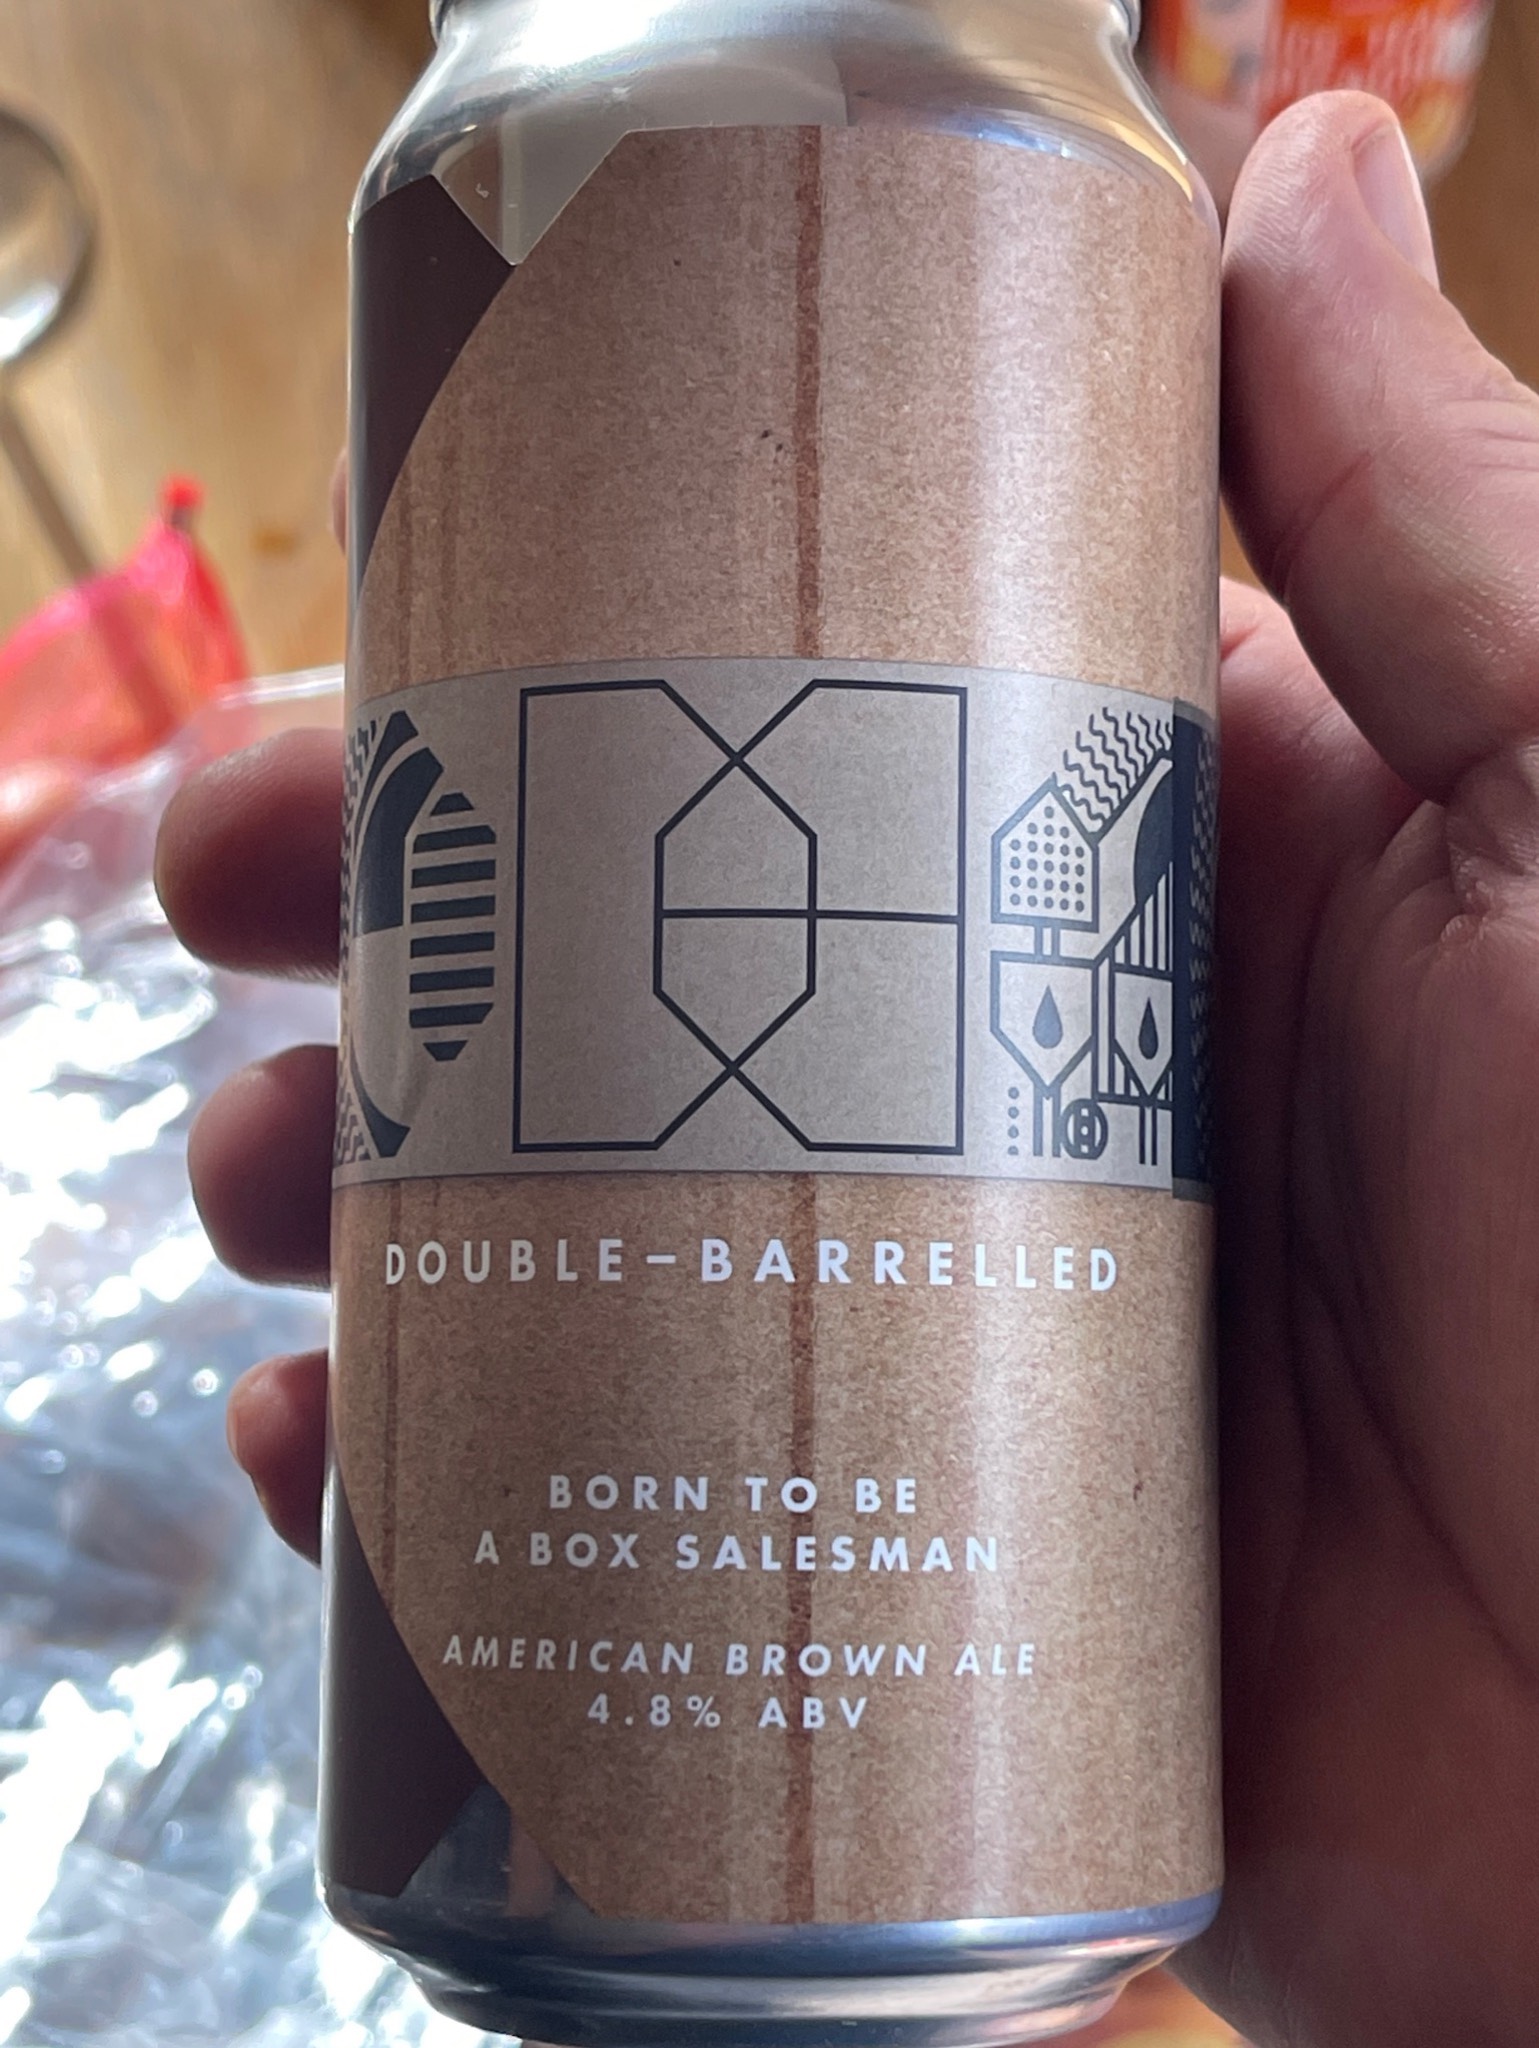 DOUBLE–BARRELLED
BORN TO BE
A BOX SALESMAN
AMERICAN BROWN ALE
4.8% ABV